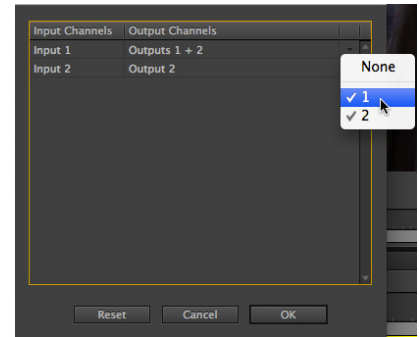 Input Channels Output Channels
Input 1 Outputs 1 + 2
Input 2 Output 2
None
✓ 1
✓ 2
Reset Cancel OK